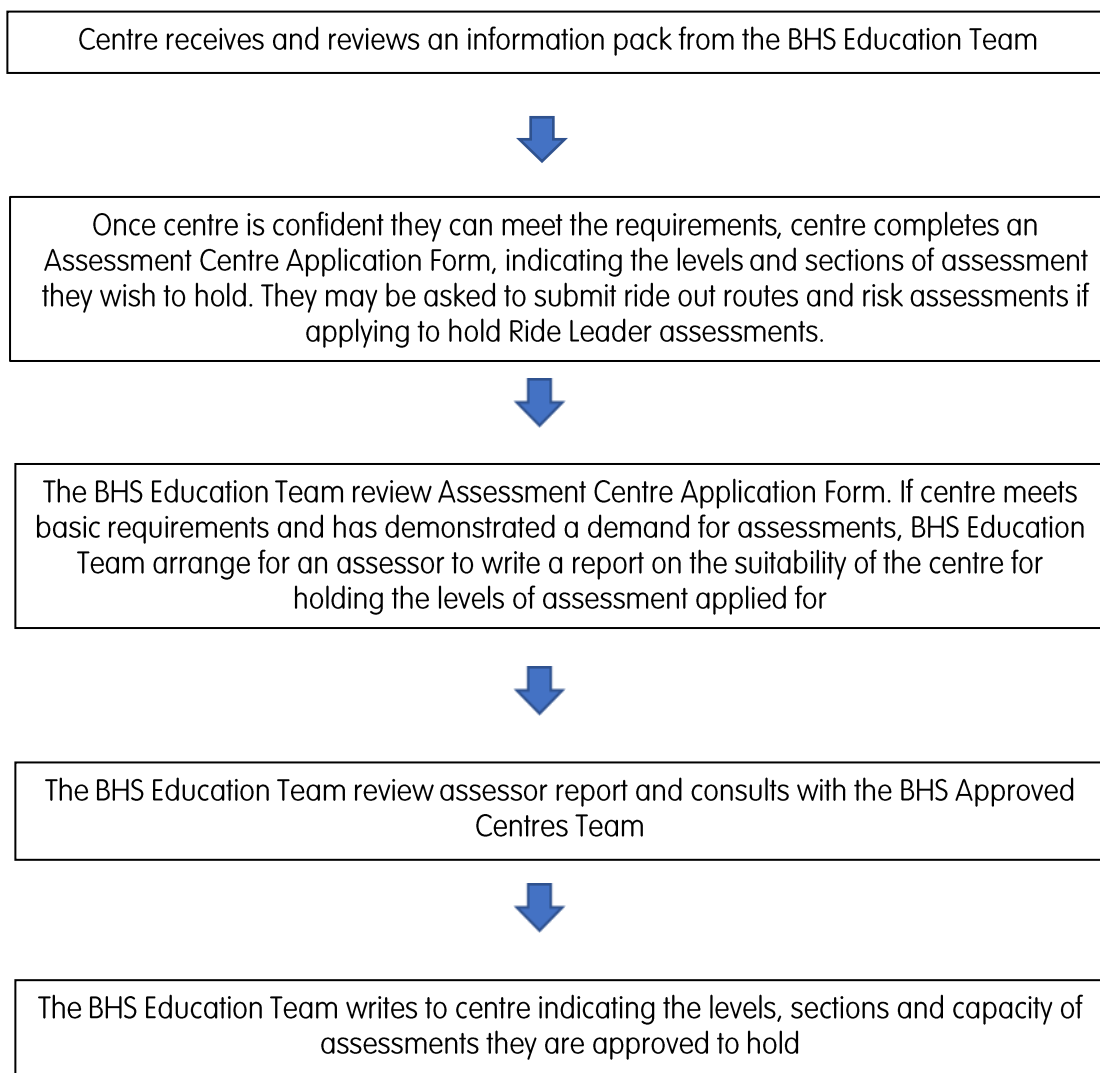 Centre receives and reviews an information pack from the BHS Education Team
Once centre is confident they can meet the requirements, centre completes an
Assessment Centre Application Form, indicating the levels and sections of assessment
they wish to hold. They may be asked to submit ride out routes and risk assessments if
applying to hold Ride Leader assessments.
The BHS Education Team review Assessment Centre Application Form. If centre meets
basic requirements and has demonstrated a demand for assessments, BHS Education
Team arrange for an assessor to write a report on the suitability of the centre for
holding the levels of assessment applied for
The BHS Education Team review assessor report and consults with the BHS Approved
Centres Team
The BHS Education Team writes to centre indicating the levels, sections and capacity of
assessments they are approved to hold